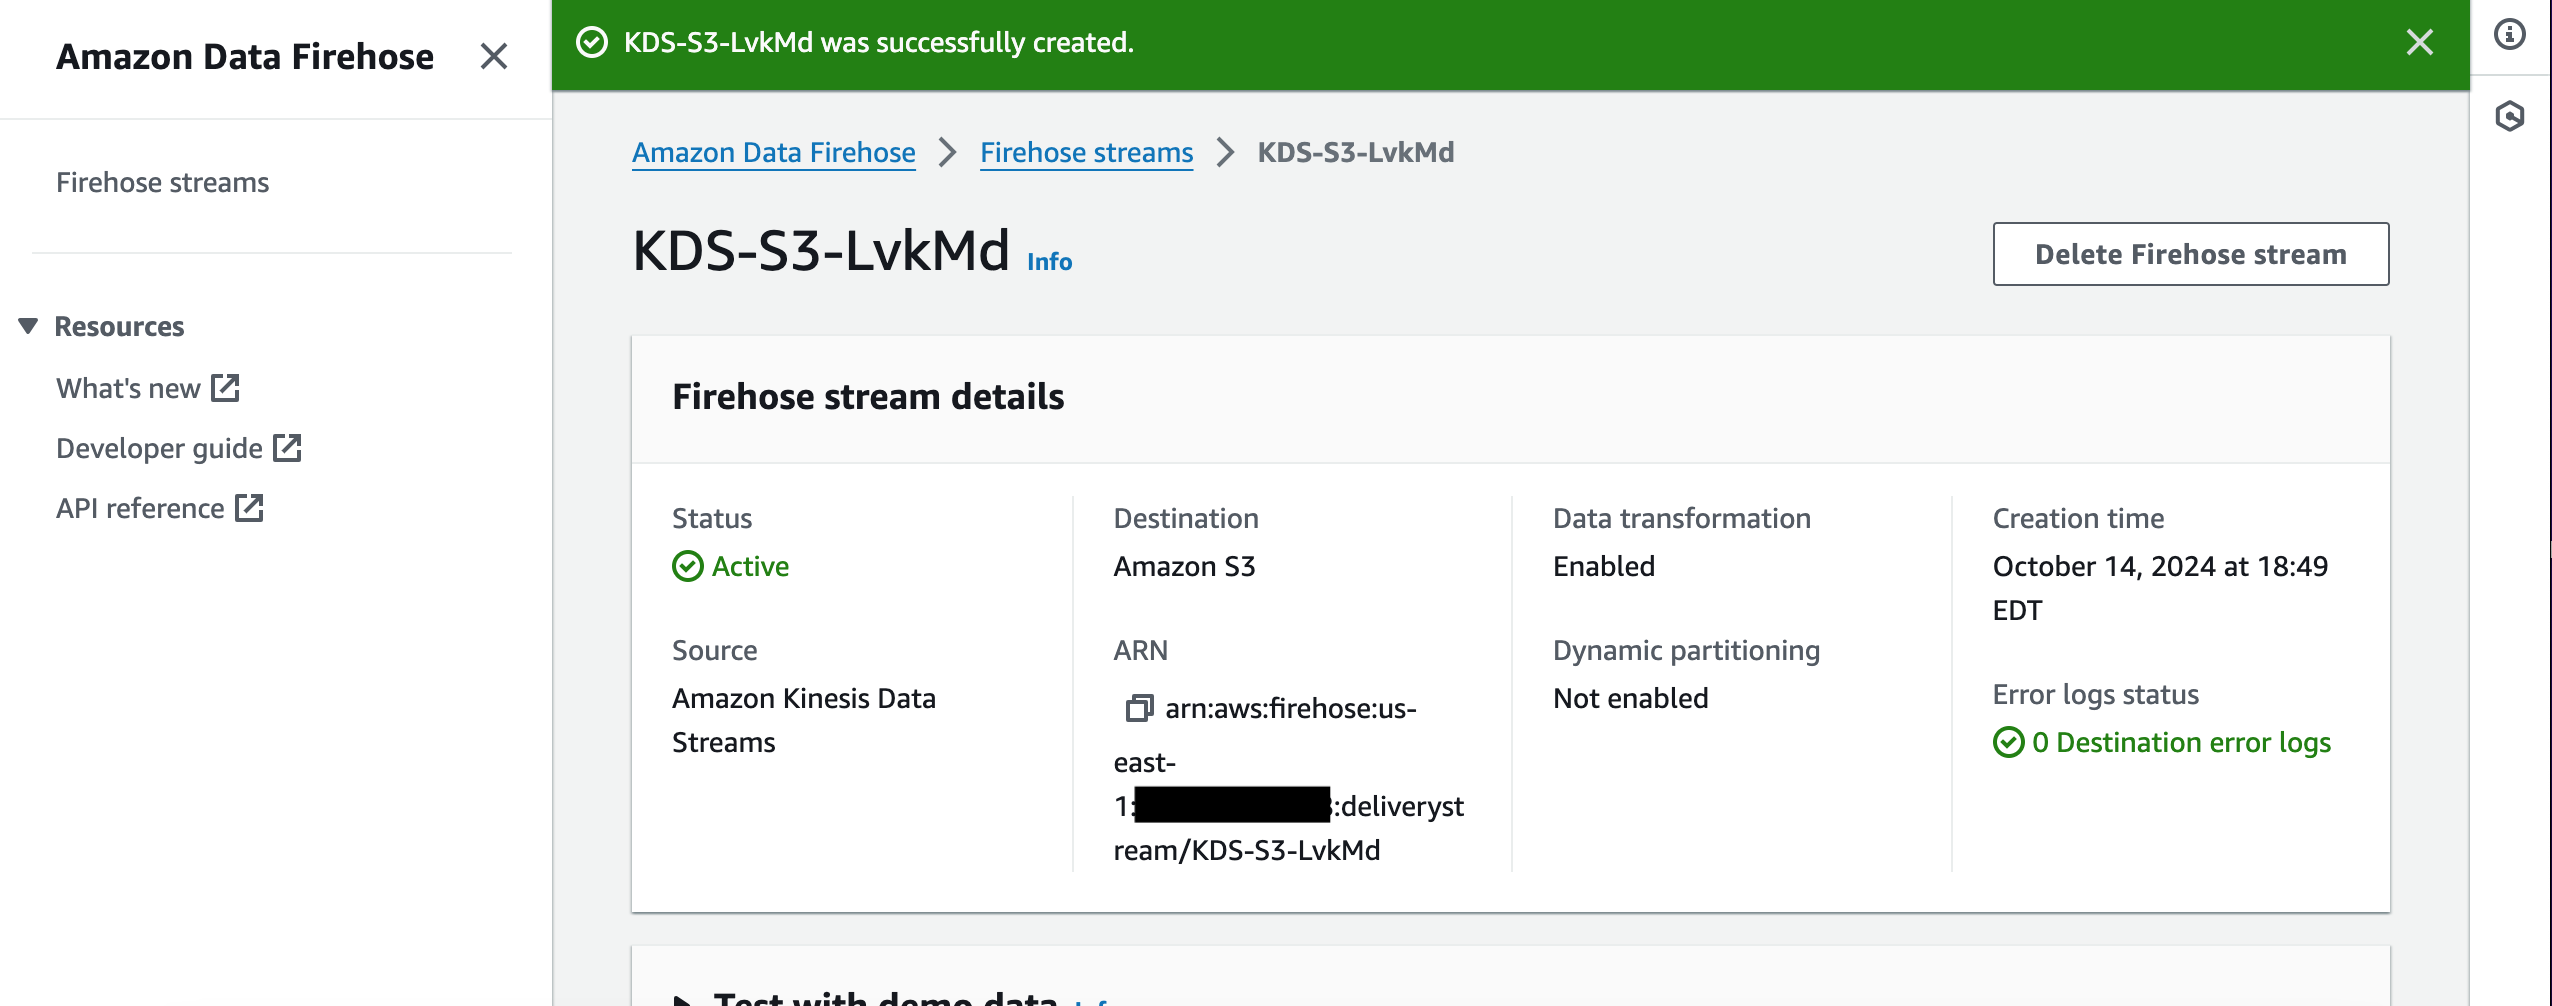 Amazon Data Firehose
Firehose streams
Resources
What's new
Developer guide
API reference
KDS-S3-LvkMd was successfully created.
Amazon Data Firehose > Firehose streams > KDS-S3-LvkMd
KDS-S3-LvkMd Info
Delete Firehose stream
Firehose stream details
Status
Active
Source
Amazon Kinesis Data
Streams
Destination
Amazon S3
ARN
arn:aws:firehose:us-
east-
1: :deliveryst
ream/KDS-S3-LvkMd
Data transformation
Enabled
Dynamic partitioning
Not enabled
Creation time
October 14, 2024 at 18:49
EDT
Error logs status
0 Destination error logs
Test with demo data Info